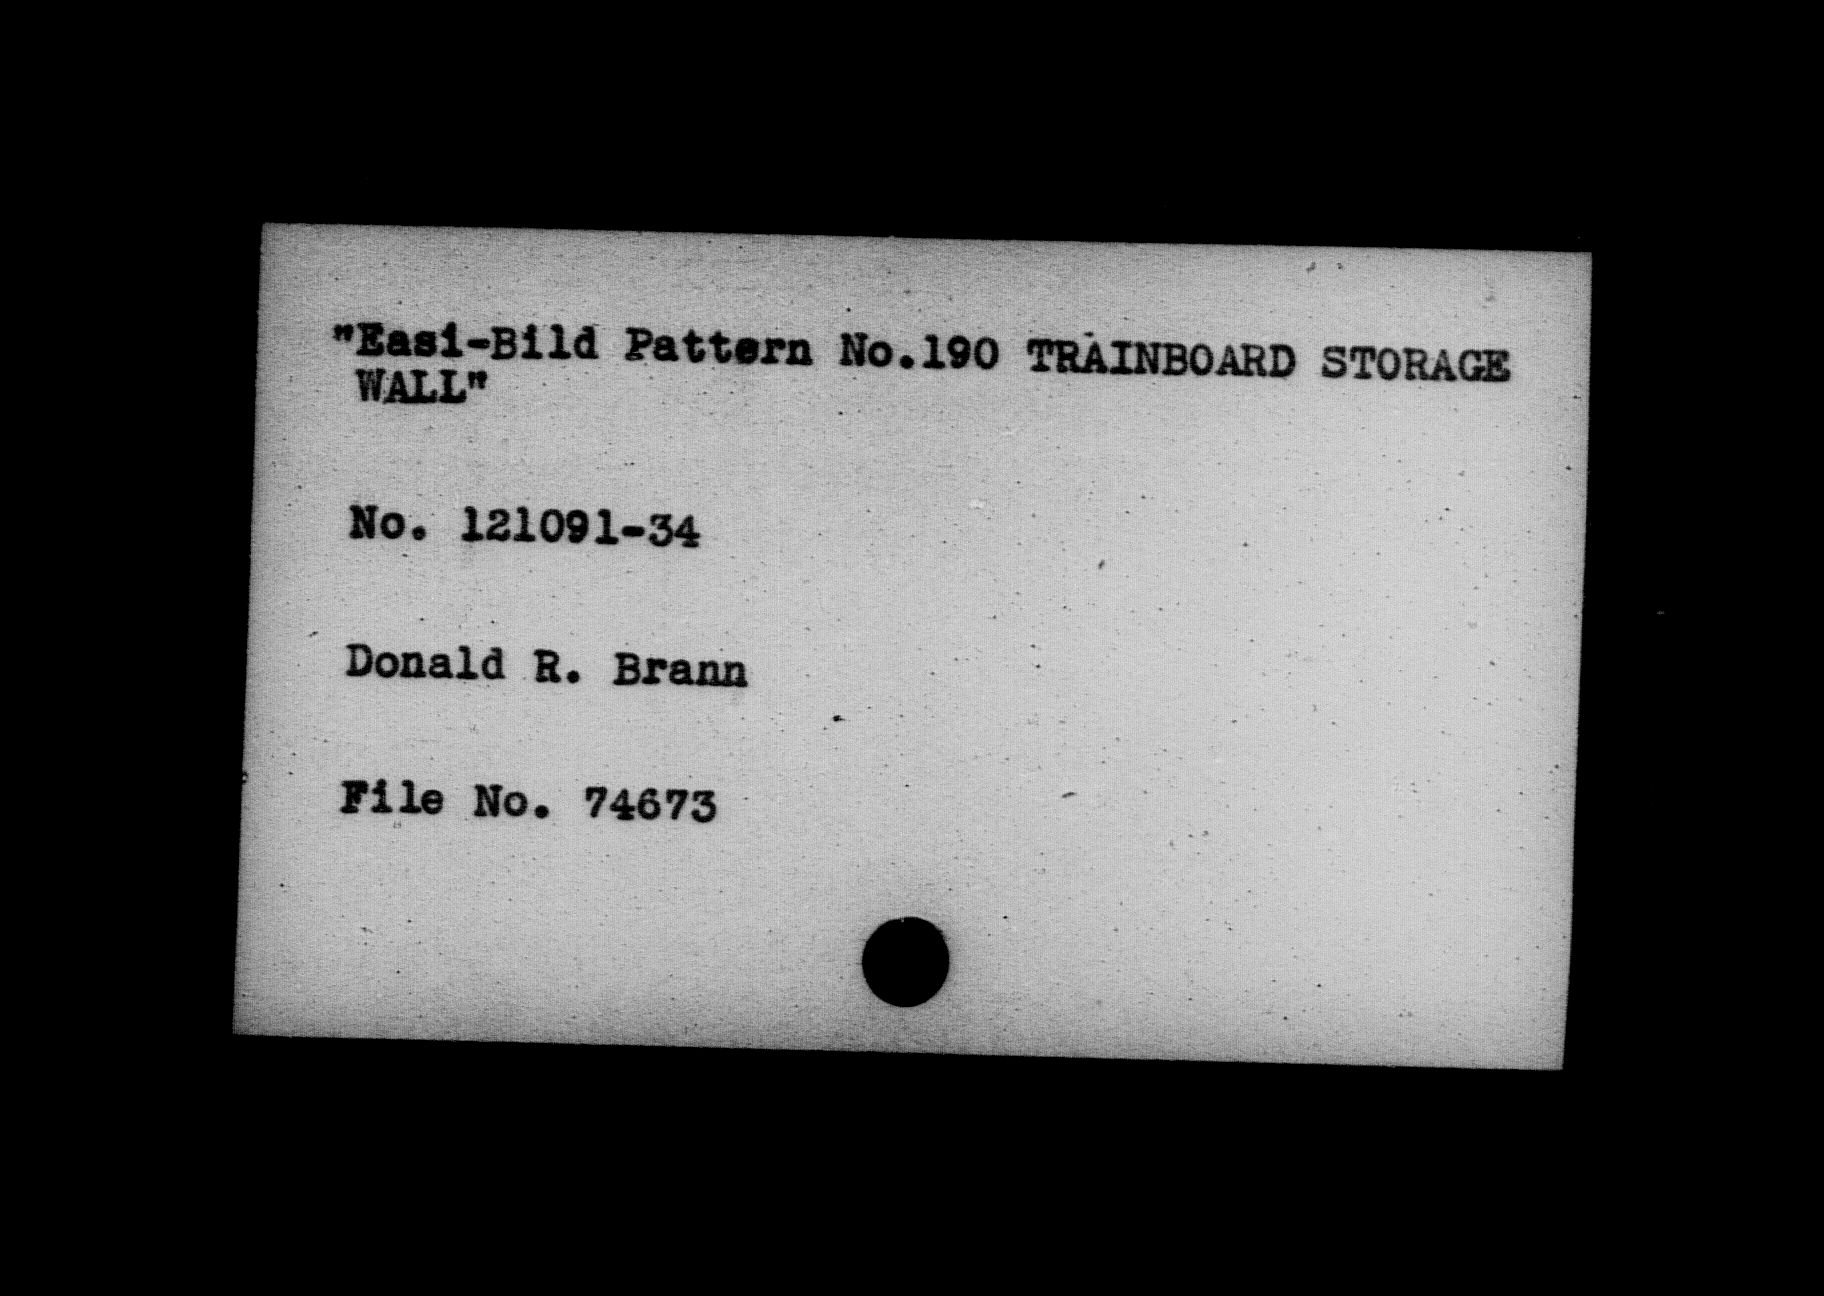 "Easi-Bild Pattern No.190 TRAINBOARD STORAGE
WALL"
No. 121091-34
Donald R. Brann
File No. 74673